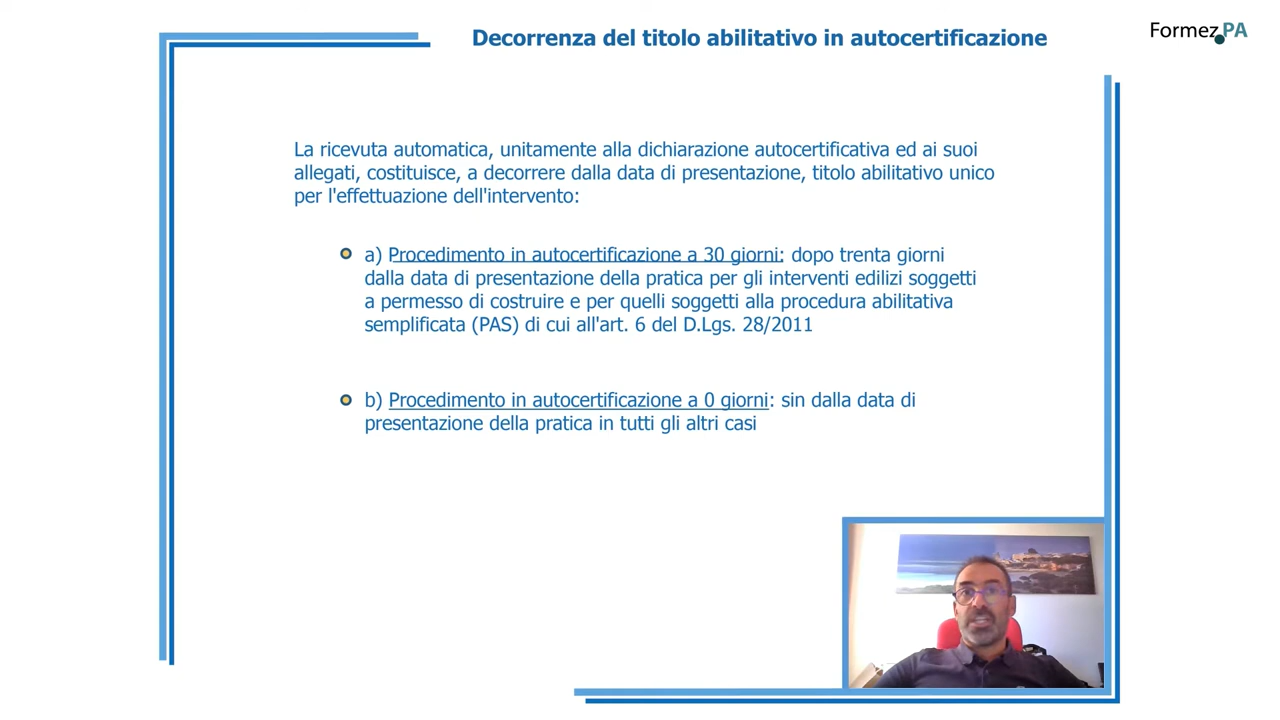 Decorrenza del titolo abilitativo in autocertificazione
Formez PA
La ricevuta automatica, unitamente alla dichiarazione autocertificativa ed ai suoi
allegati, costituisce, a decorrere dalla data di presentazione, titolo abilitativo unico
per l'effettuazione dell'intervento:
a) Procedimento in autocertificazione a 30 giorni: dopo trenta giorni
dalla data di presentazione della pratica per gli interventi edilizi soggetti
a permesso di costruire e per quelli soggetti alla procedura abilitativa
semplificata (PAS) di cui all'art. 6 del D.Lgs. 28/2011
b) Procedimento in autocertificazione a 0 giorni: sin dalla data di
presentazione della pratica in tutti gli altri casi